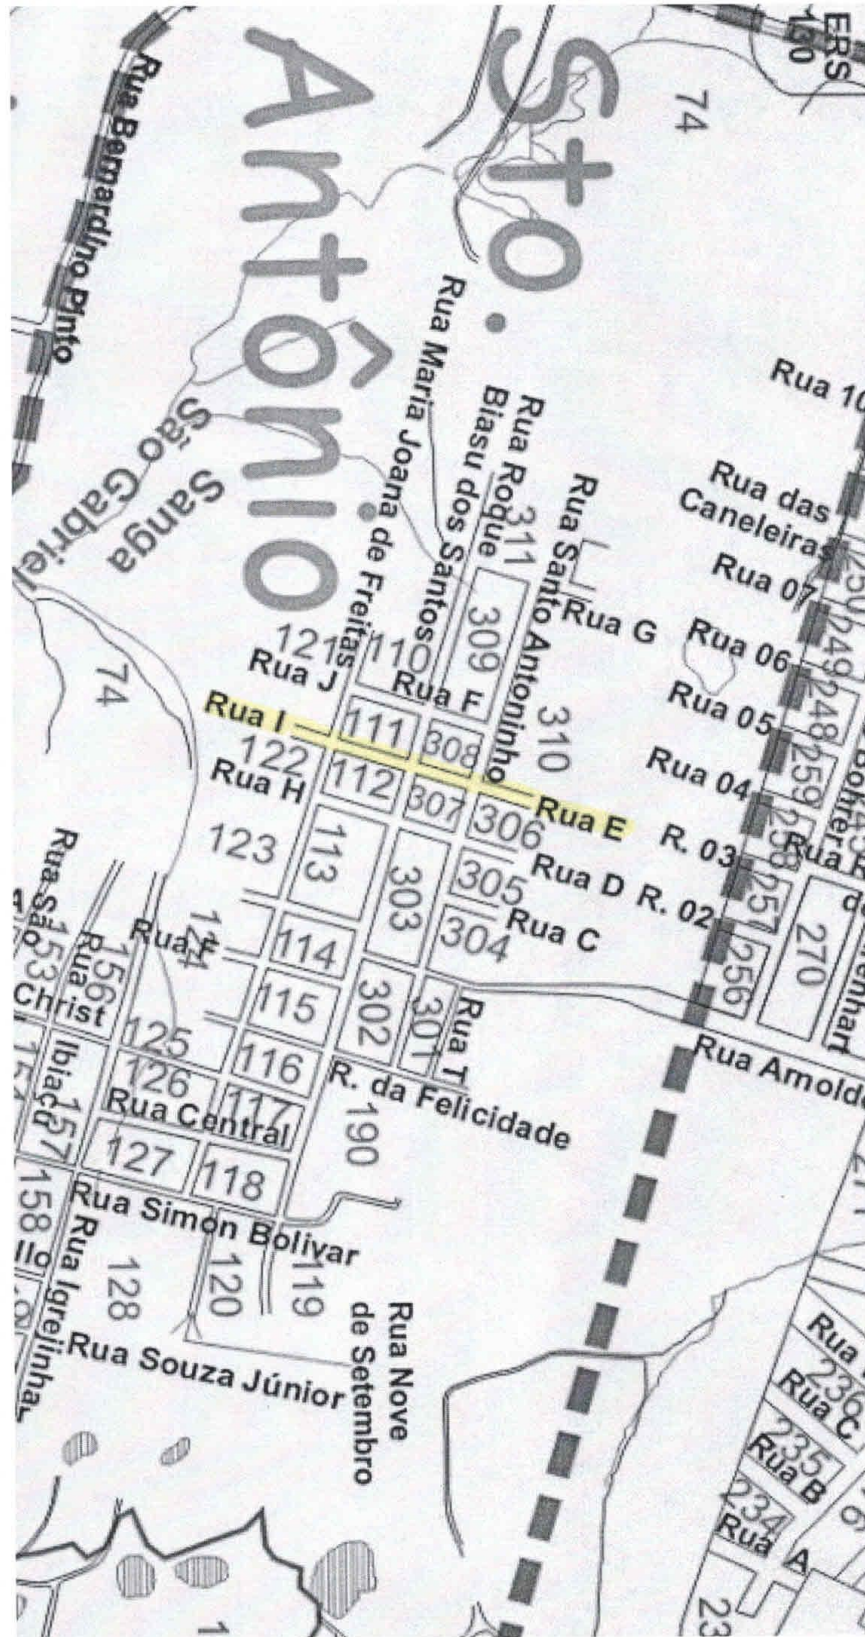 ERS
130
74
Sto.
Antônio
Rua Bernardino Pinto
Rua Maria Joana de Freitas
Rua Roque
Biasu dos Santos
Rua Santo Antoninho
Rua 10
Rua das
Caneleiras
Rua 07
Rua 06
Rua 05
Rua 04
R. 03
R. 02
250
249
248
259
258
257
256
270
São Gabriel
Sanga
311
309
Rua G
310
121
110
Rua J
Rua F
Rua I
111
308
122
112
307
306
Rua E
Rua H
74
123
113
303
305
Rua D
304
Rua C
124
114
302
301
Rua T
115
125
116
R. da Felicidade
Rua Arnoldo
126
117
Rua Central
190
127
118
Rua São
153
Christ
Rua
Ibiaçu
156
157
158
Rua Simon Bolivar
128
120
119
Rua Igrejinha
Rua Souza Júnior
Rua Nove
de Setembro
236
Rua C
235
Rua B
234
Rua A